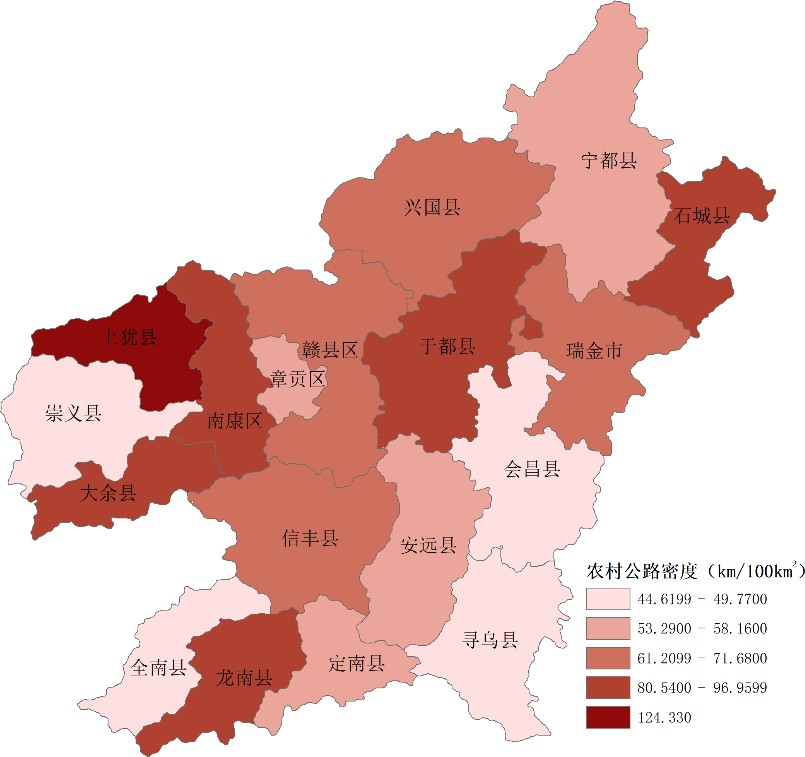 宁都县
兴国县
石城县
上犹县
赣县区
于都县
瑞金市
章贡区
崇义县
南康区
会昌县
大余县
信丰县
安远县
寻乌县
全南县
龙南县
定南县
农村公路密度（km/100km²）
44.6199 - 49.7700
53.2900 - 58.1600
61.2099 - 71.6800
80.5400 - 96.9599
124.330